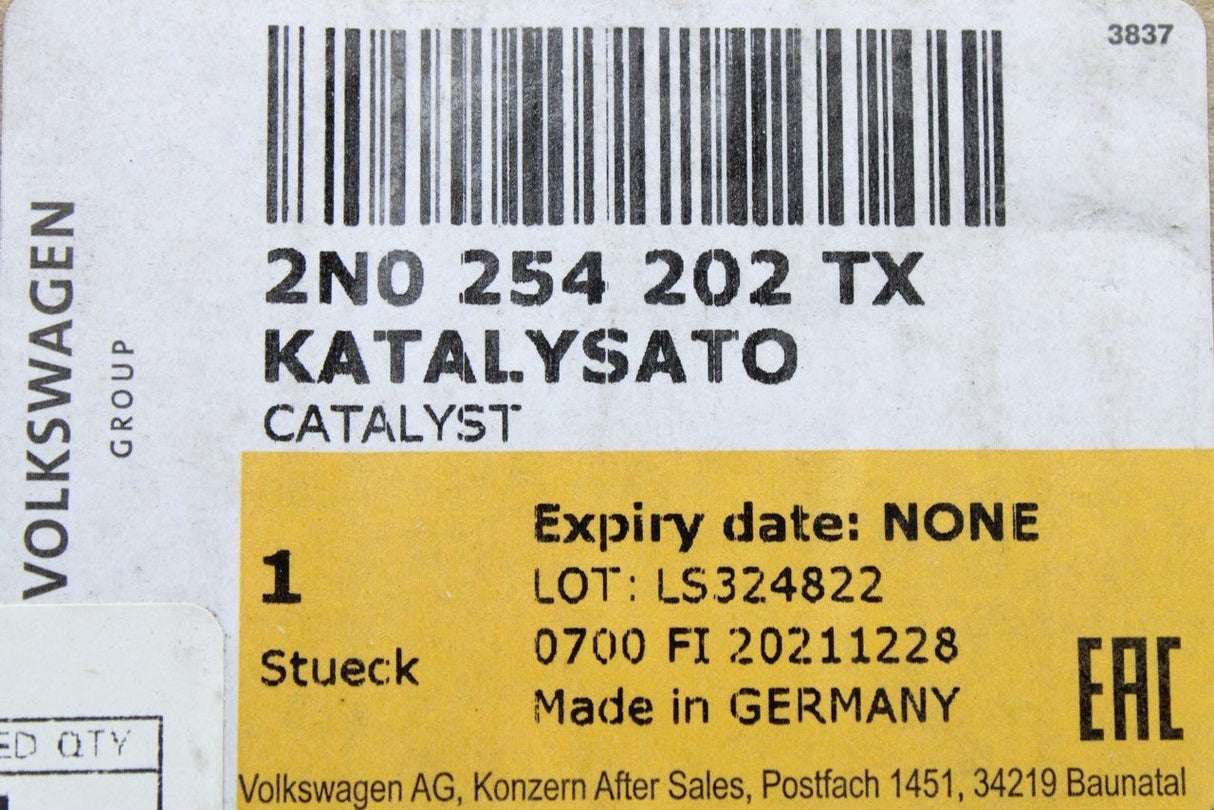 3837
VOLKSWAGEN
GROUP
2N0 254 202 TX
KATALYSATO
CATALYST
Expiry date: NONE
1
LOT: LS324822
Stueck
0700 FI 20211228
Made in GERMANY
EAC
ED QTY
Volkswagen AG, Konzern After Sales, Postfach 1451, 34219 Baunatal